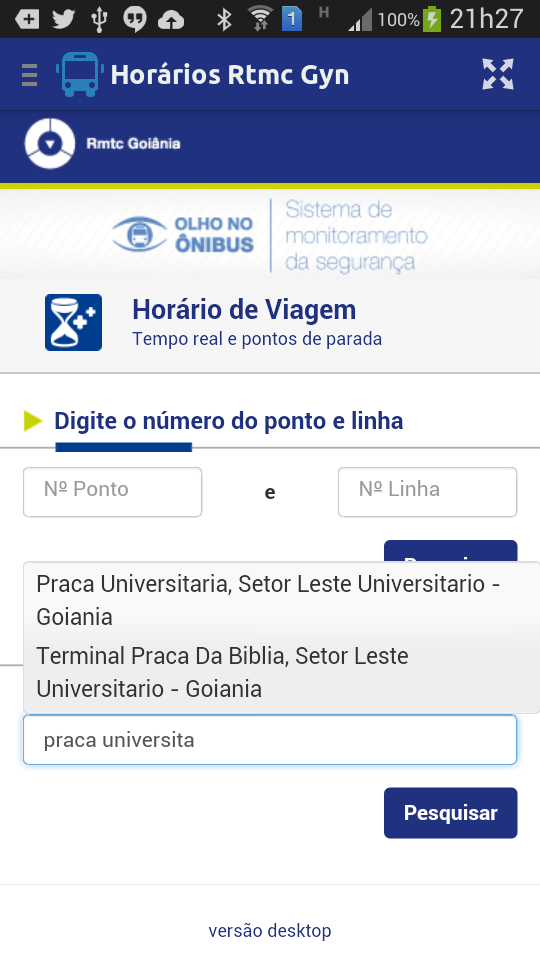 1
H
100%
21h27
Horários Rtmc Gyn
Rmtc Goiânia
OLHO NO
ÔNIBUS
Sistema de
monitoramento
da segurança
Horário de Viagem
Tempo real e pontos de parada
Digite o número do ponto e linha
Nº Ponto
e
Nº Linha
Praca Universitaria, Setor Leste Universitario -
Goiania
Terminal Praca Da Biblia, Setor Leste
Universitario - Goiania
praca universita
Pesquisar
versão desktop